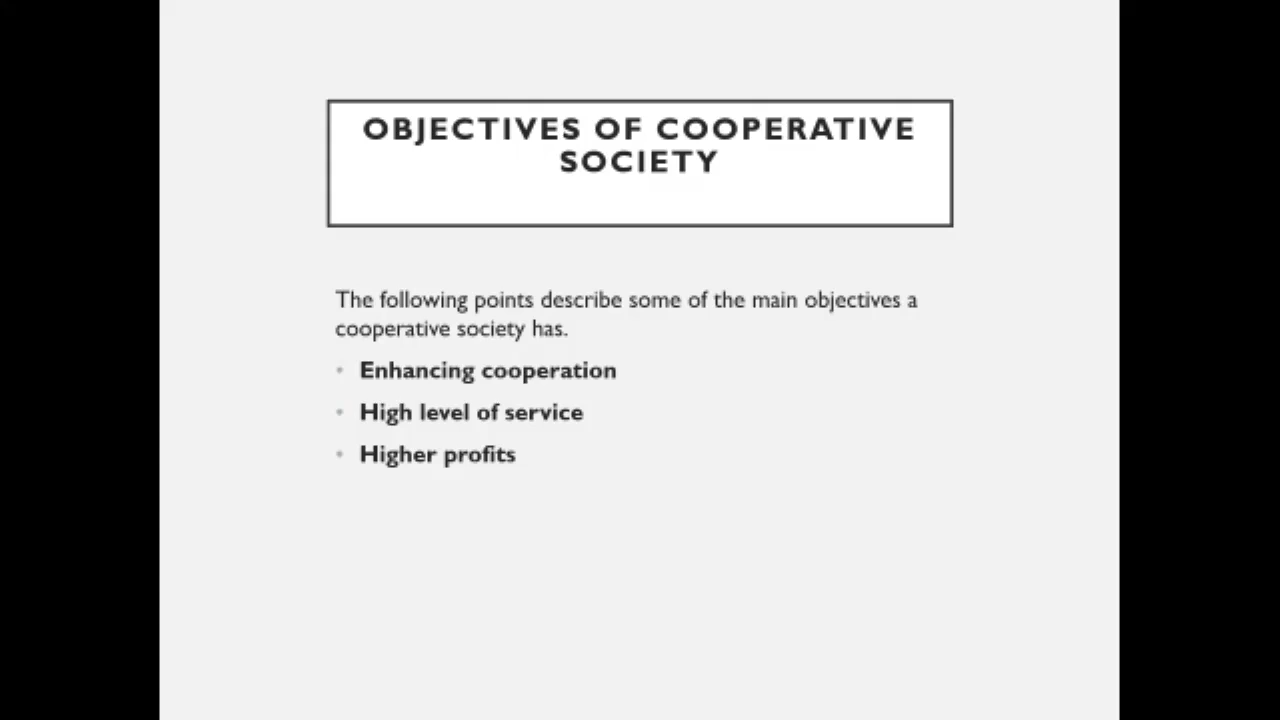 OBJECTIVES OF COOPERATIVE
SOCIETY
The following points describe some of the main objectives a
cooperative society has.
• Enhancing cooperation
• High level of service
• Higher profits